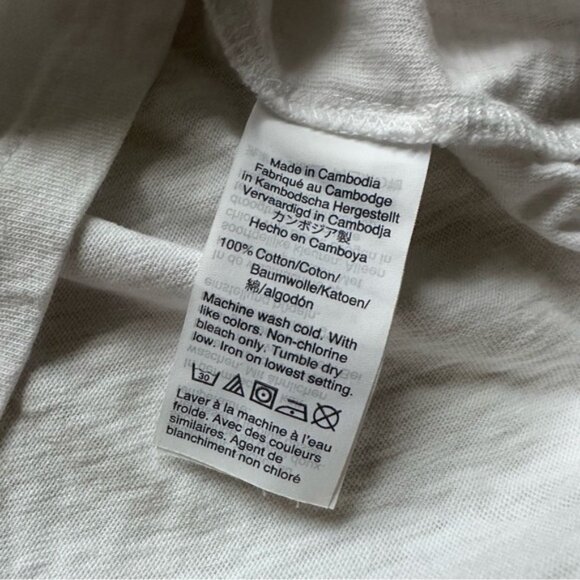 Made in Cambodia
Fabriqué au Cambodge
in Kambodscha Hergestellt
Vervaardigd in Cambodja
カンボジア製
Hecho en Camboya
100% Cotton/Coton/
Baumwolle/Katoen/
綿/algodón
Machine wash cold. With
like colors. Non-chlorine
bleach only. Tumble dry
low. Iron on lowest setting.
30
Laver à la machine à l'eau
froide. Avec des couleurs
similaires. Agent de
blanchiment non chloré